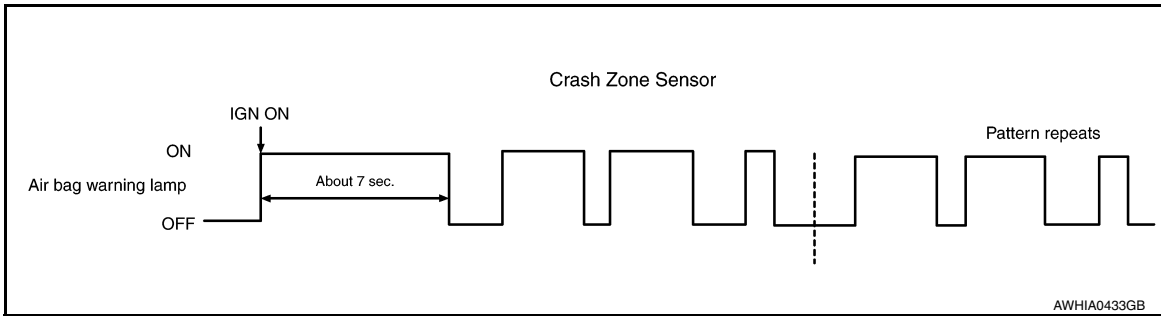 Crash Zone Sensor
IGN ON
Pattern repeats
ON
About 7 sec.
Air bag warning lamp
OFF
AWHIA0433GB